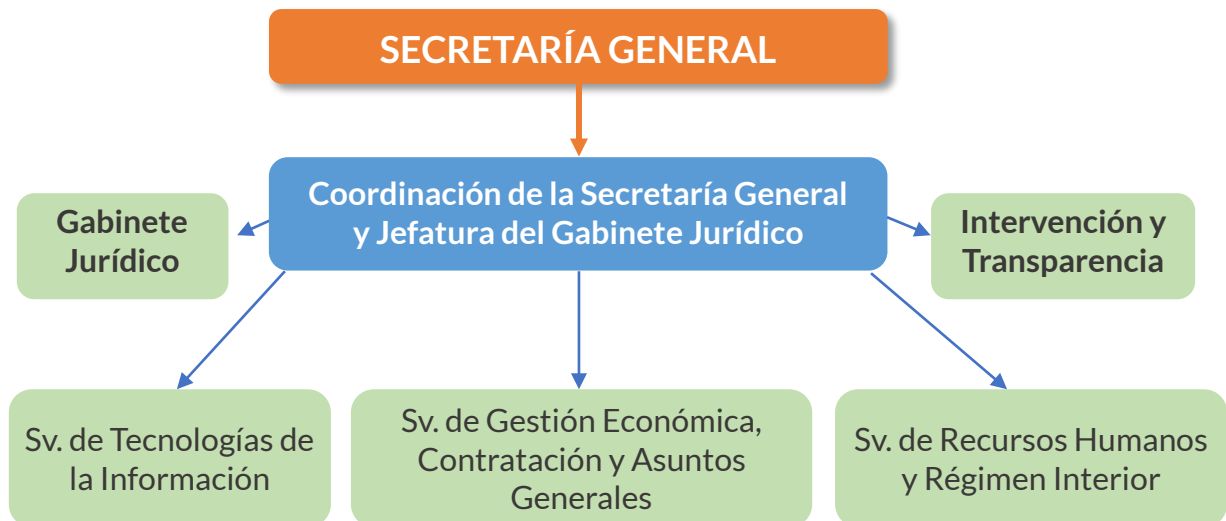 SECRETARÍA GENERAL
Coordinación de la Secretaría General
y Jefatura del Gabinete Jurídico
Gabinete
Jurídico
Intervención y
Transparencia
Sv. de Tecnologías de
la Información
Sv. de Gestión Económica,
Contratación y Asuntos
Generales
Sv. de Recursos Humanos
y Régimen Interior